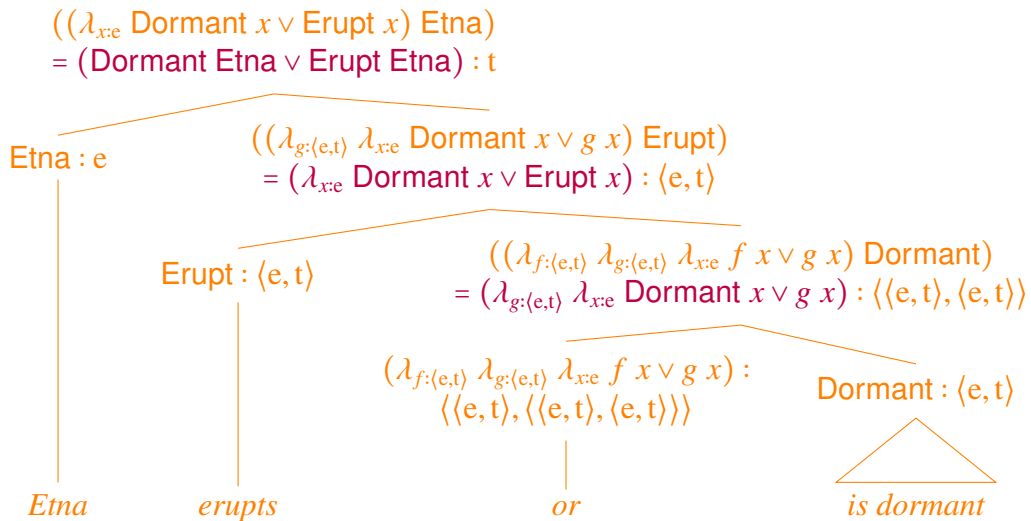 ((λx:e Dormant x ∨ Erupt x) Etna)
= (Dormant Etna ∨ Erupt Etna) : t
Etna : e
((λg:⟨e,t⟩ λx:e Dormant x ∨ g x) Erupt)
= (λx:e Dormant x ∨ Erupt x) : ⟨e, t⟩
Erupt : ⟨e, t⟩
((λf:⟨e,t⟩ λg:⟨e,t⟩ λx:e f x ∨ g x) Dormant)
= (λg:⟨e,t⟩ λx:e Dormant x ∨ g x) : ⟨⟨e, t⟩, ⟨e, t⟩⟩
(λf:⟨e,t⟩ λg:⟨e,t⟩ λx:e f x ∨ g x) :
⟨⟨e, t⟩, ⟨⟨e, t⟩, ⟨e, t⟩⟩⟩
Dormant : ⟨e, t⟩
Etna erupts or is dormant